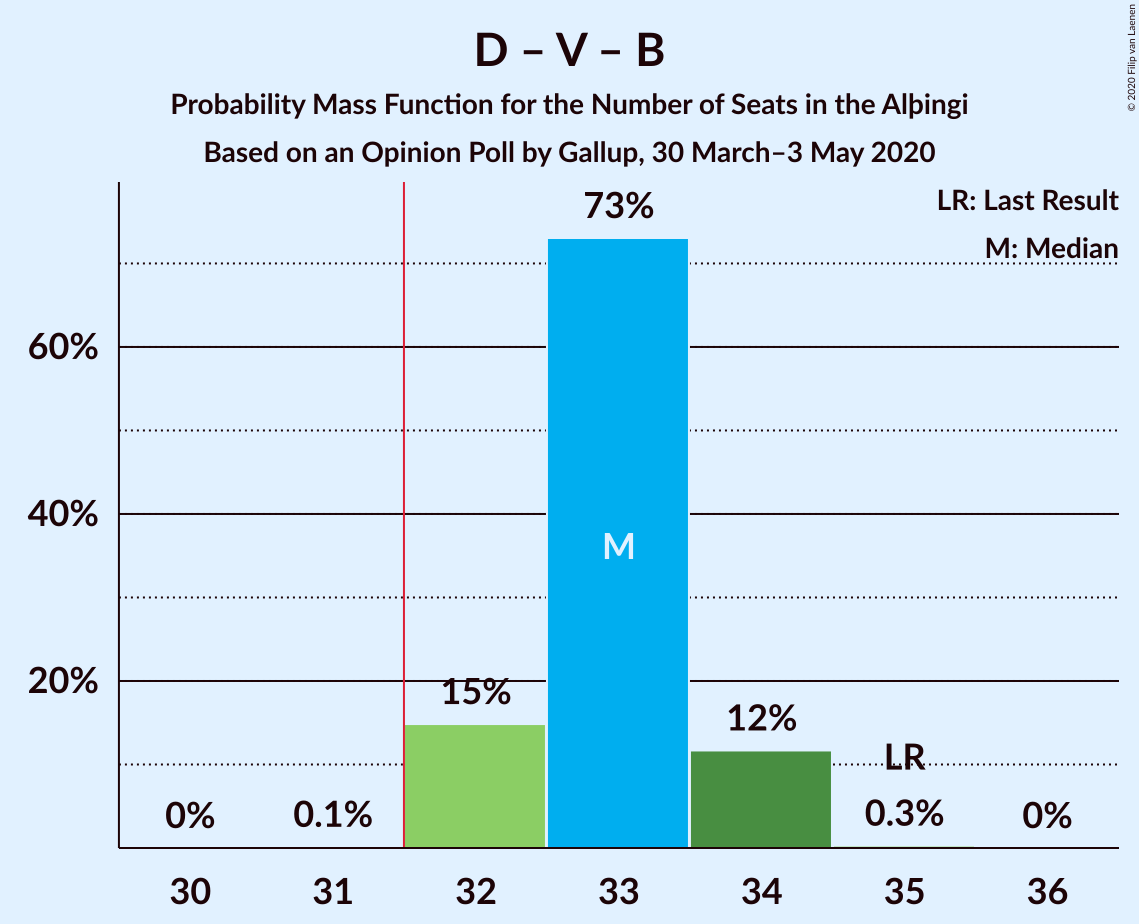 D – V – B
Probability Mass Function for the Number of Seats in the Alþingi
Based on an Opinion Poll by Gallup, 30 March–3 May 2020
© 2020 Filip van Laenen
LR: Last Result
M: Median
73%
60%
M
40%
20%
15%
12%
LR
0%
0.1%
0.3%
0%
30
31
32
33
34
35
36